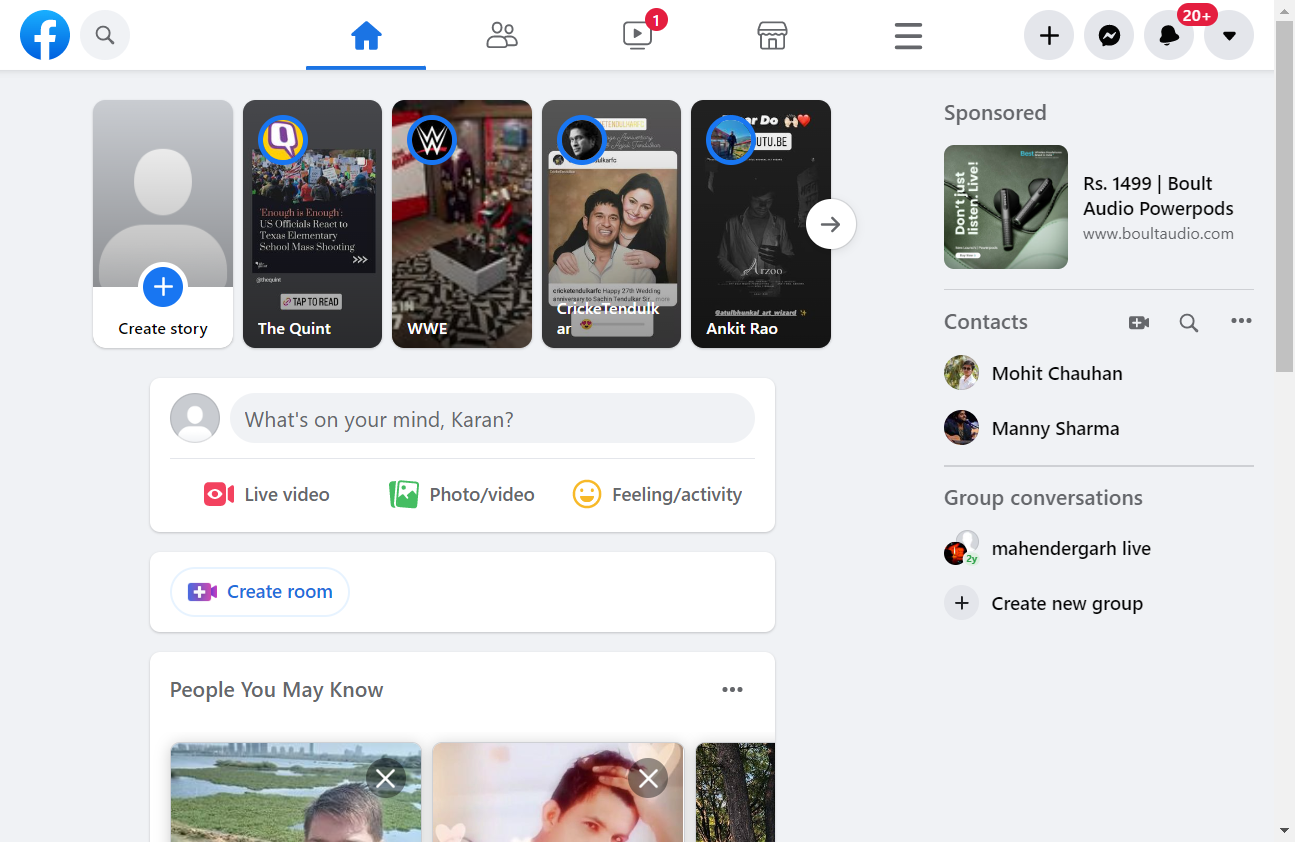 1
20+
Q
'Enough is Enough':
US Officials React to
Texas Elementary
School Mass Shooting
@thequint
TAP TO READ
The Quint
Create story
WWE
Happy 27th Wedding
anniversary to Sachin Tendulkar Sir... more
CrickeTendulk
ar
UTU.BE
Arzoo
@atulbhunkal_art_wizard
Ankit Rao
Sponsored
Don't just
listen. Live!
Rs. 1499 | Boult
Audio Powerpods
www.boultaudio.com
Contacts
Mohit Chauhan
Manny Sharma
Group conversations
2y
mahendergarh live
Create new group
What's on your mind, Karan?
Live video
Photo/video
Feeling/activity
Create room
People You May Know